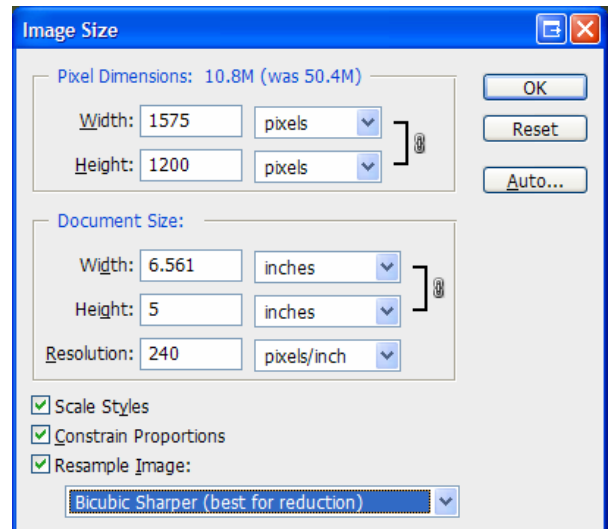 Image Size
Pixel Dimensions: 10.8M (was 50.4M)
OK
Width: 1575 pixels
Reset
Height: 1200 pixels
Auto...
Document Size:
Width: 6.561 inches
Height: 5 inches
Resolution: 240 pixels/inch
Scale Styles
Constrain Proportions
Resample Image:
Bicubic Sharper (best for reduction)